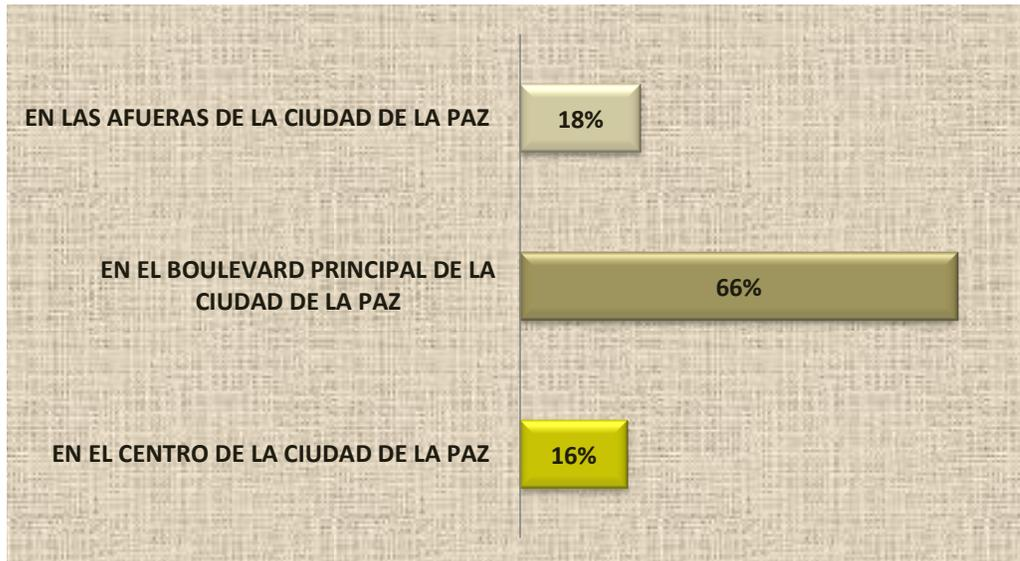 EN LAS AFUERAS DE LA CIUDAD DE LA PAZ
18%
EN EL BOULEVARD PRINCIPAL DE LA
CIUDAD DE LA PAZ
66%
EN EL CENTRO DE LA CIUDAD DE LA PAZ
16%